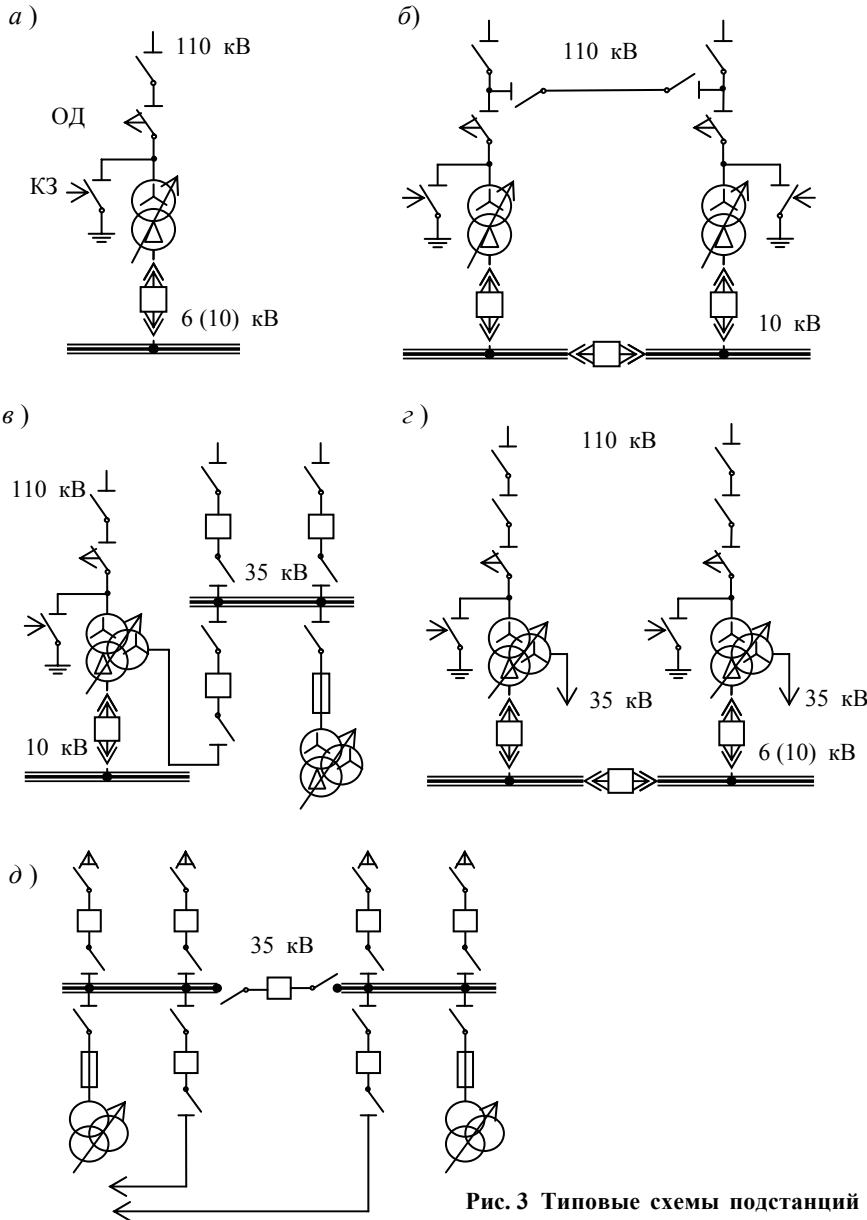 а )
б)
110 кВ
110 кВ
ОД
КЗ
6 (10) кВ
10 кВ
в )
г )
110 кВ
110 кВ
35 кВ
35 кВ
35 кВ
10 кВ
6 (10) кВ
д )
35 кВ
Рис. 3 Типовые схемы подстанций